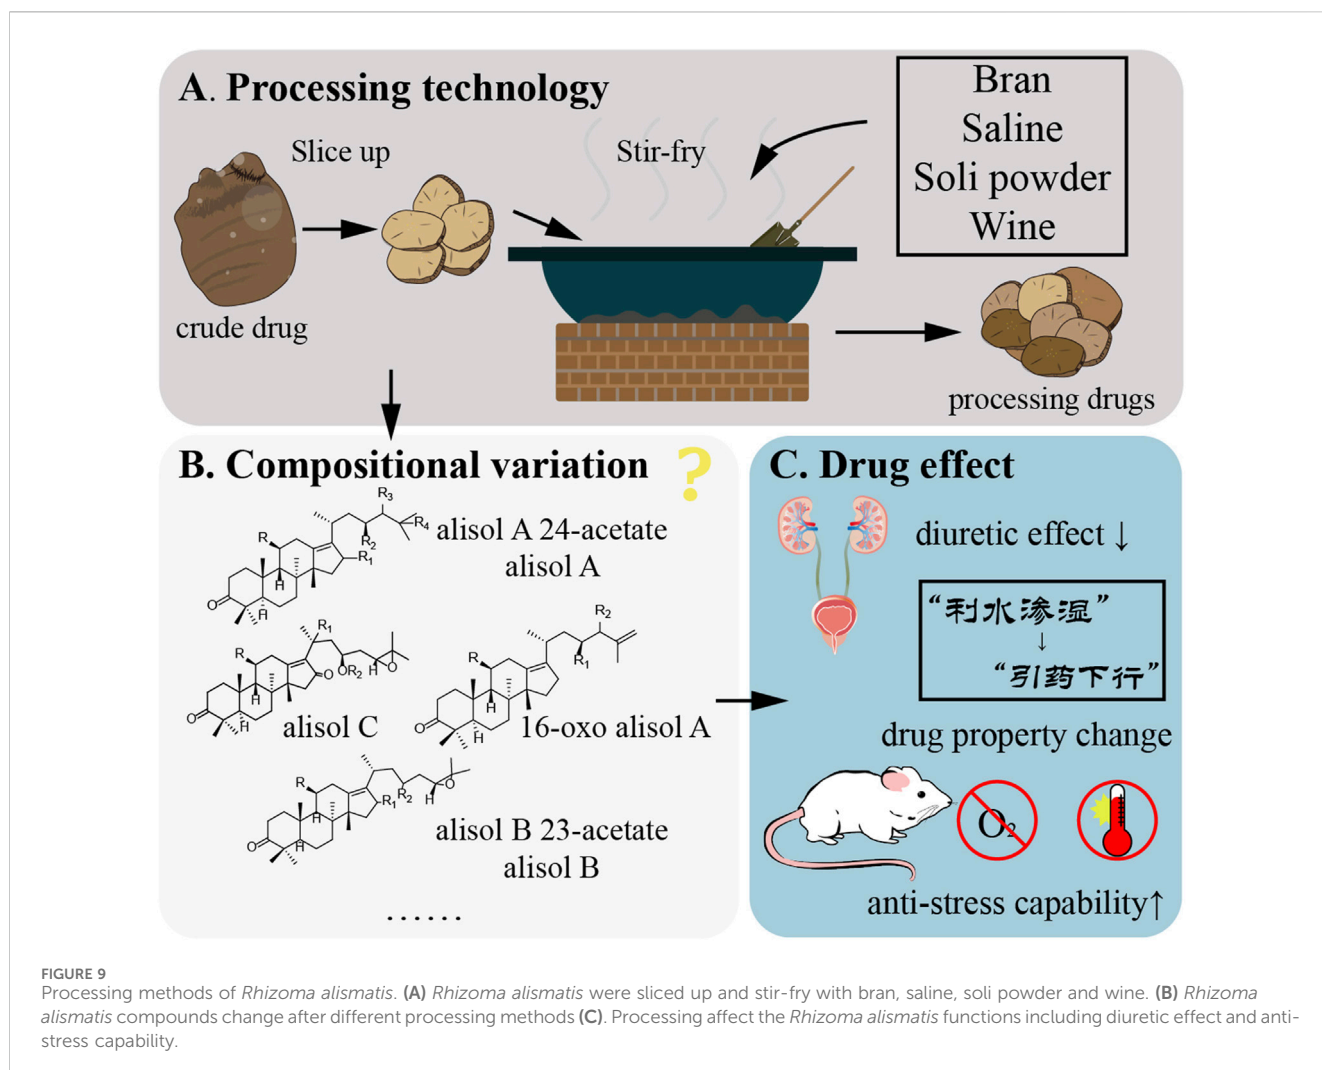 A. Processing technology
Slice up
Stir-fry
Bran
Saline
Soli powder
Wine
crude drug
processing drugs
B. Compositional variation
?
R
R₃
R₂
R₄
R₁
O
H
H
alisol A 24-acetate
alisol A
R
R₁
OR₂
H
O
O
O
H
H
alisol C
R
R₂
R₁
O
H
H
16-oxo alisol A
R
R₁
R₂
H
O
O
H
H
alisol B 23-acetate
alisol B
......
C. Drug effect
diuretic effect ↓
“利水渗湿”
↓
“引药下行”
drug property change
O₂
anti-stress capability↑
FIGURE 9
Processing methods of Rhizoma alismatis. (A) Rhizoma alismatis were sliced up and stir-fry with bran, saline, soli powder and wine. (B) Rhizoma
alismatis compounds change after different processing methods (C). Processing affect the Rhizoma alismatis functions including diuretic effect and anti-
stress capability.